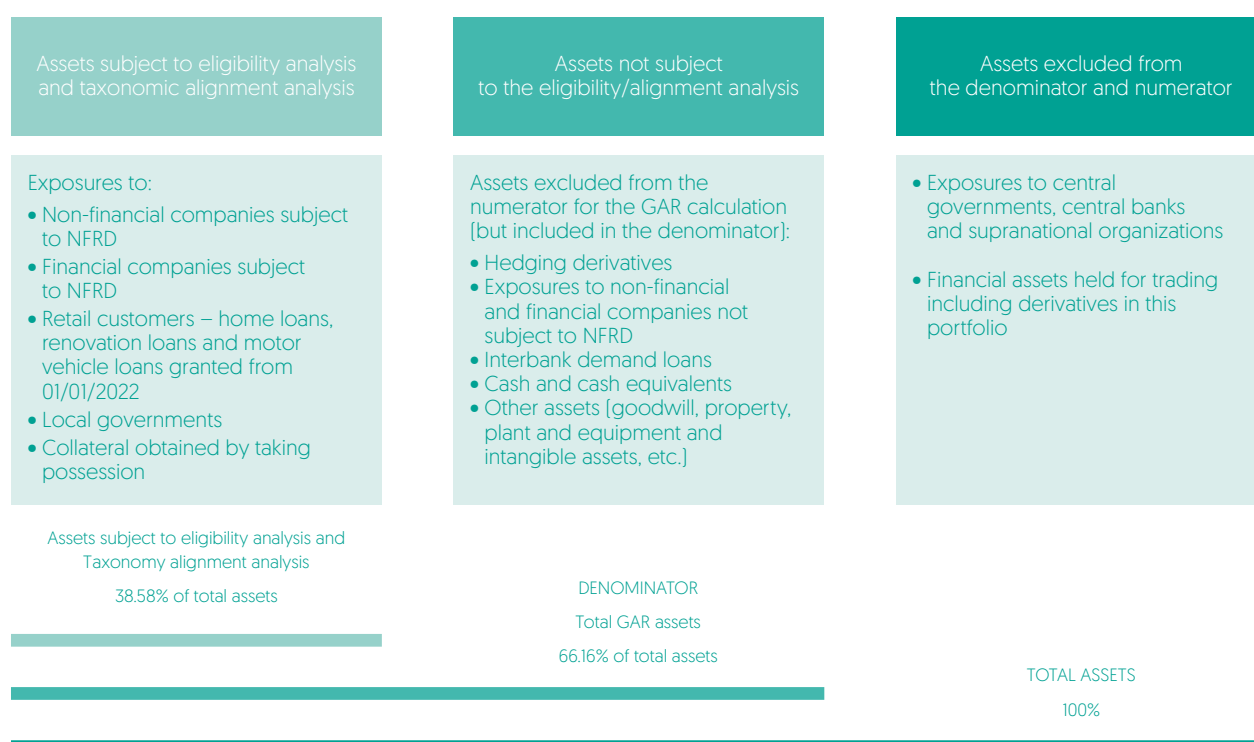 Assets subject to eligibility analysis
and taxonomic alignment analysis
Assets not subject
to the eligibility/alignment analysis
Assets excluded from
the denominator and numerator
Exposures to:
• Non-financial companies subject
to NFRD
• Financial companies subject
to NFRD
• Retail customers – home loans,
renovation loans and motor
vehicle loans granted from
01/01/2022
• Local governments
• Collateral obtained by taking
possession
Assets excluded from the
numerator for the GAR calculation
(but included in the denominator):
• Hedging derivatives
• Exposures to non-financial
and financial companies not
subject to NFRD
• Interbank demand loans
• Cash and cash equivalents
• Other assets (goodwill, property,
plant and equipment and
intangible assets, etc.)
• Exposures to central
governments, central banks
and supranational organizations
• Financial assets held for trading
including derivatives in this
portfolio
Assets subject to eligibility analysis and
Taxonomy alignment analysis
38.58% of total assets
DENOMINATOR
Total GAR assets
66.16% of total assets
TOTAL ASSETS
100%